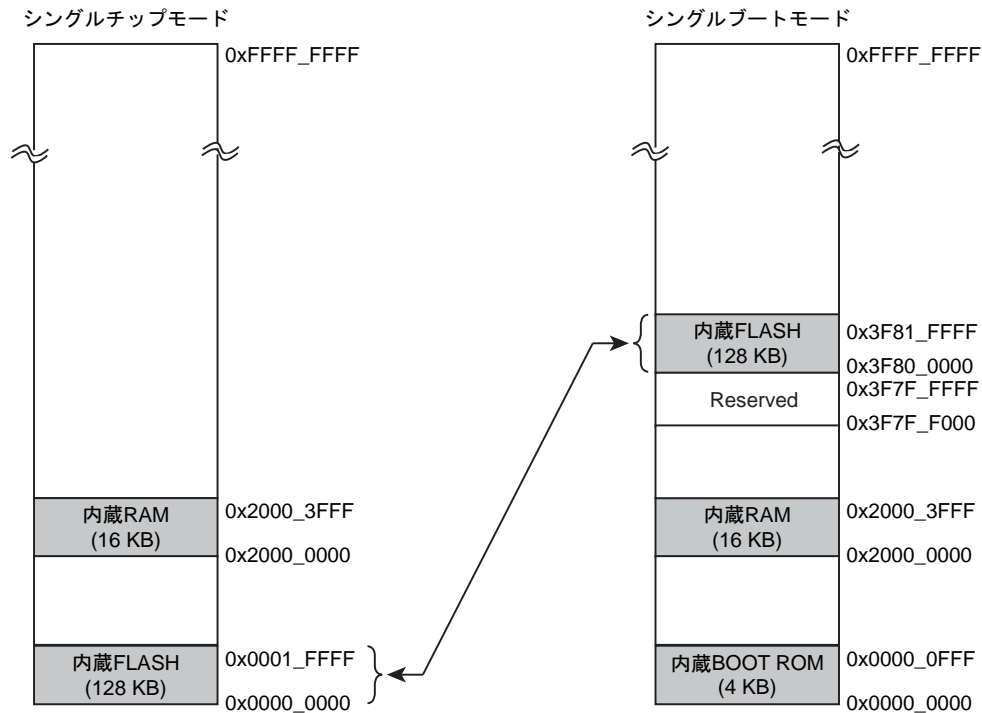 シングルチップモード
0xFFFF_FFFF
内蔵RAM
(16 KB)
0x2000_3FFF
0x2000_0000
内蔵FLASH
(128 KB)
0x0001_FFFF
0x0000_0000
シングルブートモード
0xFFFF_FFFF
内蔵FLASH
(128 KB)
0x3F81_FFFF
0x3F80_0000
Reserved
0x3F7F_FFFF
0x3F7F_F000
内蔵RAM
(16 KB)
0x2000_3FFF
0x2000_0000
内蔵BOOT ROM
(4 KB)
0x0000_0FFF
0x0000_0000